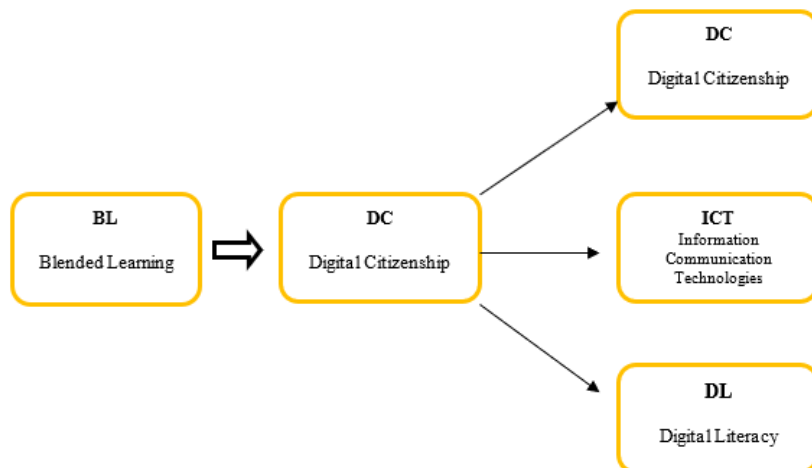 DC
Digital Citizenship
BL
Blended Learning
DC
Digital Citizenship
ICT
Information
Communication
Technologies
DL
Digital Literacy